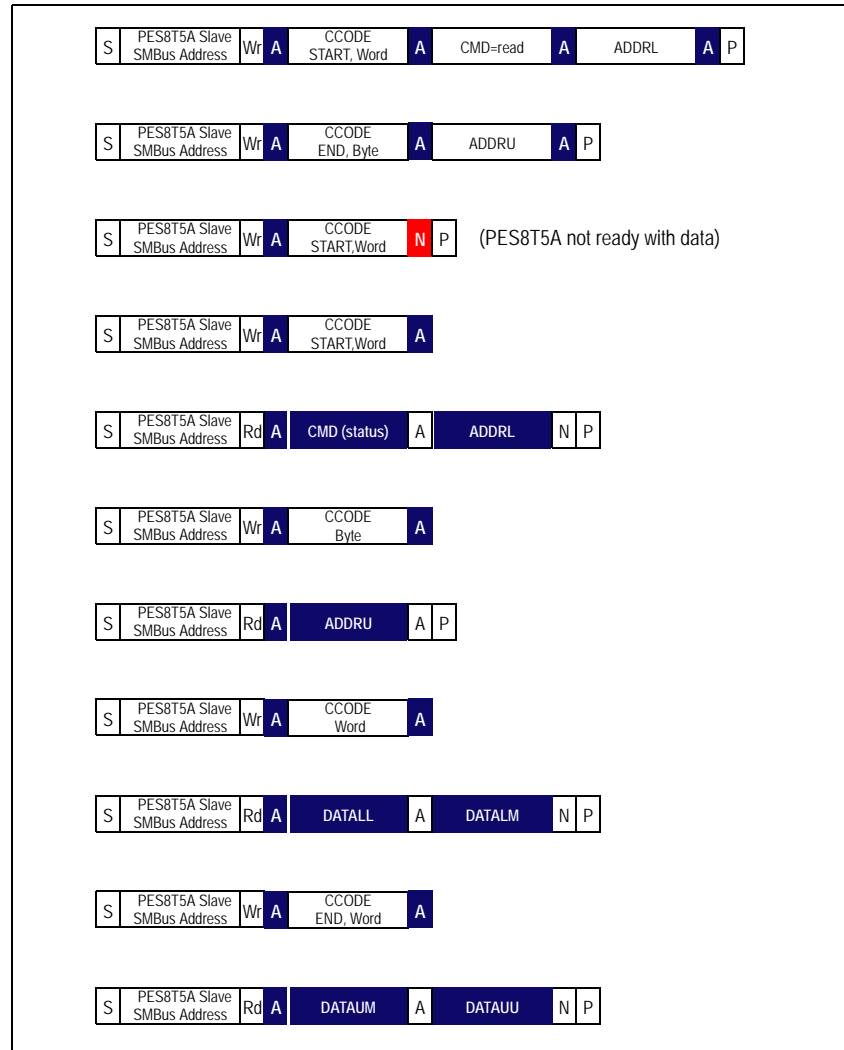 S PES8T5A Slave SMBus Address Wr A CCODE START, Word A CMD=read A ADDRL A P
S PES8T5A Slave SMBus Address Wr A CCODE END, Byte A ADDRU A P
S PES8T5A Slave SMBus Address Wr A CCODE START,Word N P (PES8T5A not ready with data)
S PES8T5A Slave SMBus Address Wr A CCODE START,Word A
S PES8T5A Slave SMBus Address Rd A CMD (status) A ADDRL N P
S PES8T5A Slave SMBus Address Wr A CCODE Byte A
S PES8T5A Slave SMBus Address Rd A ADDRU A P
S PES8T5A Slave SMBus Address Wr A CCODE Word A
S PES8T5A Slave SMBus Address Rd A DATALL A DATALM N P
S PES8T5A Slave SMBus Address Wr A CCODE END, Word A
S PES8T5A Slave SMBus Address Rd A DATAUM A DATAUU N P